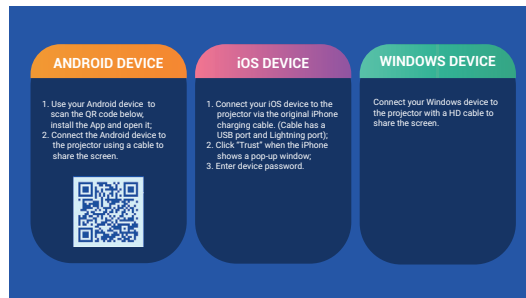 ANDROID DEVICE
1. Use your Android device to
scan the QR code below,
install the App and open it;
2. Connect the Android device to
the projector using a cable to
share the screen.
iOS DEVICE
1. Connect your iOS device to the
projector via the original iPhone
charging cable. (Cable has a
USB port and Lightning port);
2. Click "Trust" when the iPhone
shows a pop-up window;
3. Enter device password.
WINDOWS DEVICE
Connect your Windows device to
the projector with a HD cable to
share the screen.